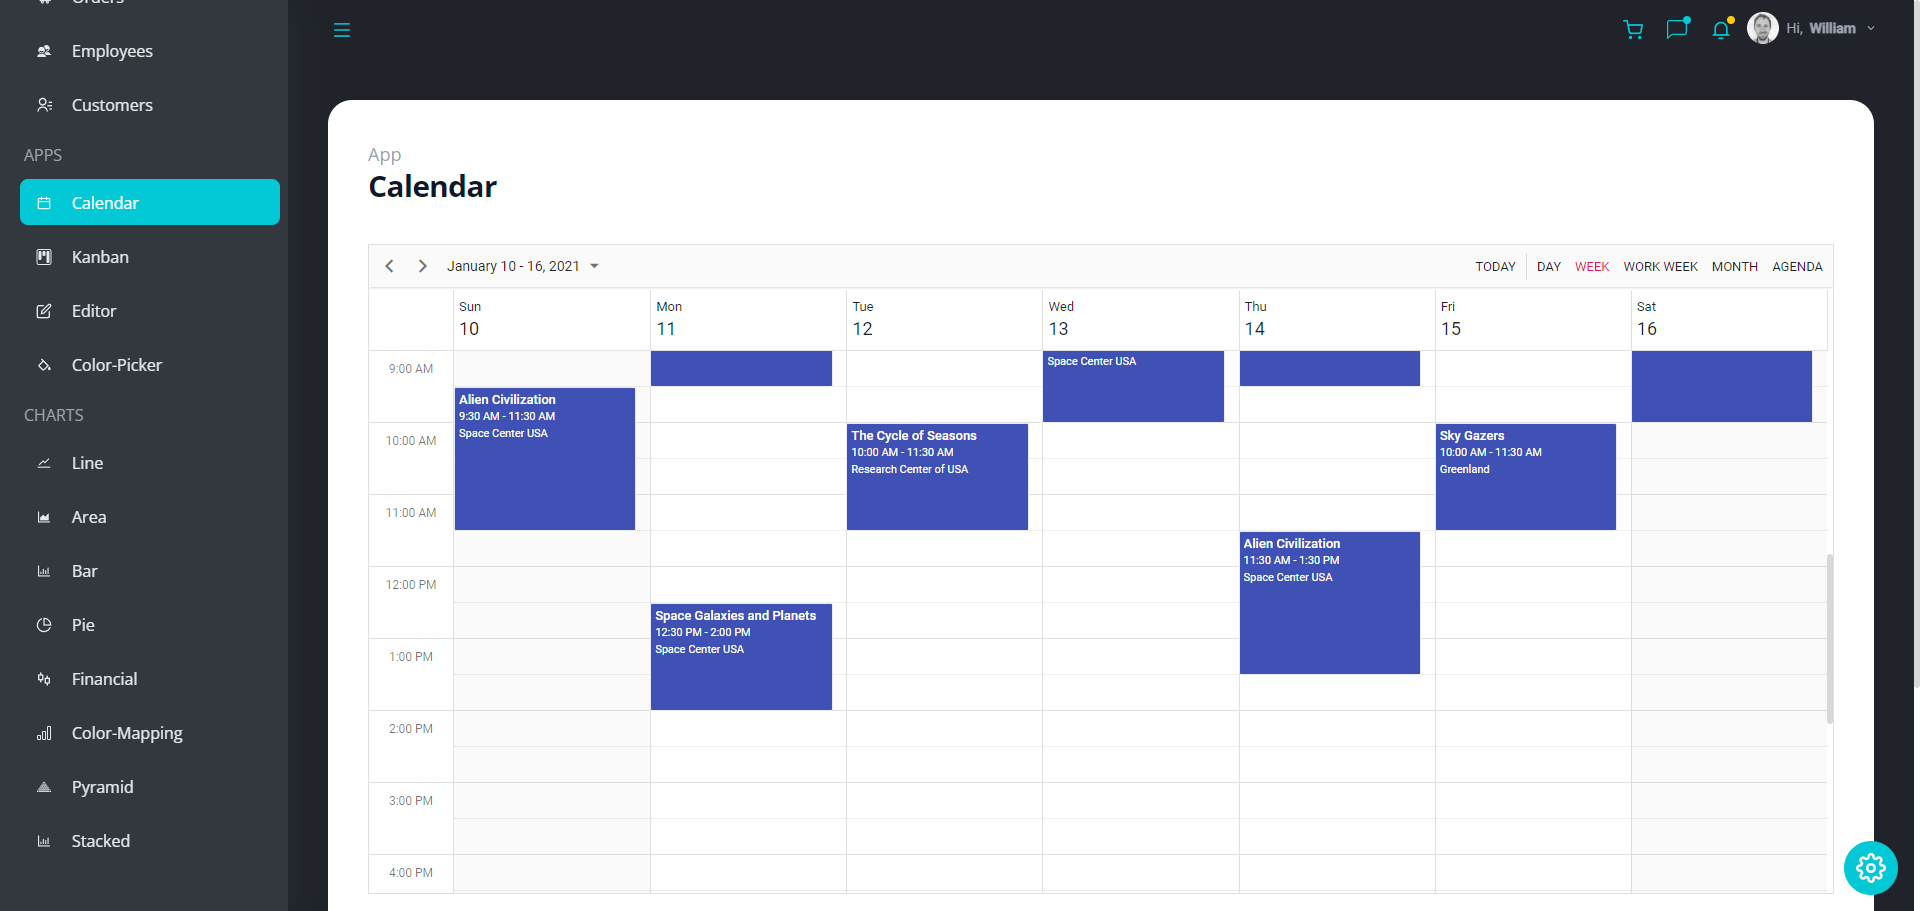 Orders
Employees
Customers
APPS
Calendar
Kanban
Editor
Color-Picker
CHARTS
Line
Area
Bar
Pie
Financial
Color-Mapping
Pyramid
Stacked
Hi, William
App
Calendar
January 10 - 16, 2021
TODAY DAY WEEK WORK WEEK MONTH AGENDA
Sun Mon Tue Wed Thu Fri Sat
10 11 12 13 14 15 16
9:00 AM
10:00 AM
11:00 AM
12:00 PM
1:00 PM
2:00 PM
3:00 PM
4:00 PM
Alien Civilization
9:30 AM - 11:30 AM
Space Center USA
Space Galaxies and Planets
12:30 PM - 2:00 PM
Space Center USA
The Cycle of Seasons
10:00 AM - 11:30 AM
Research Center of USA
Space Center USA
Alien Civilization
11:30 AM - 1:30 PM
Space Center USA
Sky Gazers
10:00 AM - 11:30 AM
Greenland